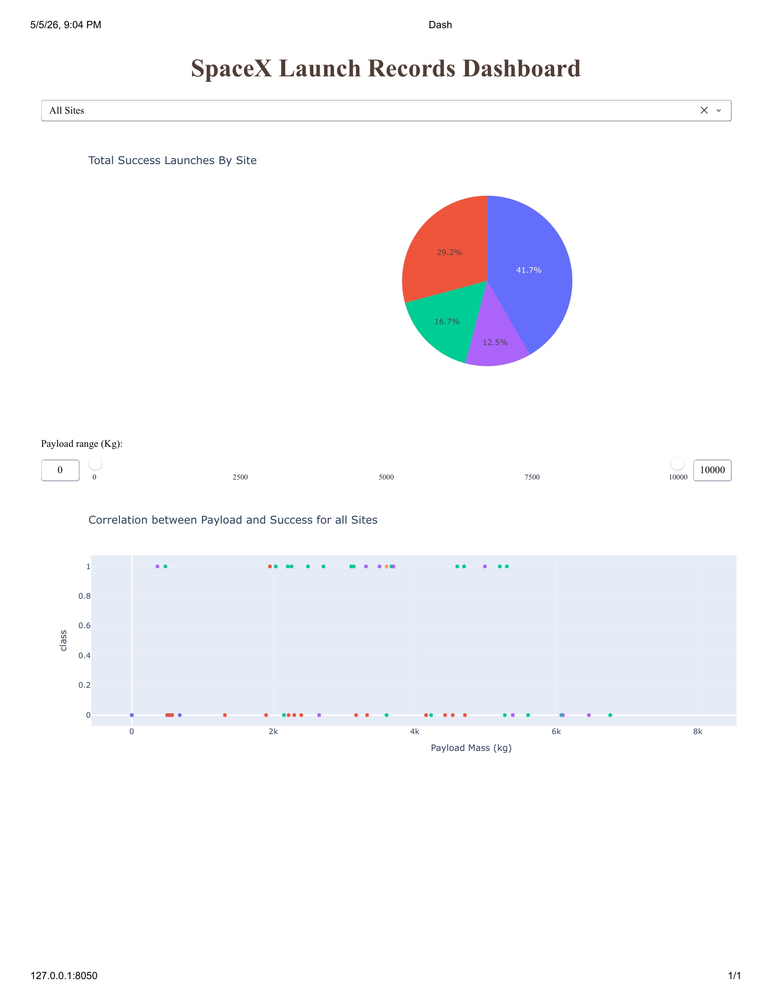 5/5/26, 9:04 PM Dash
SpaceX Launch Records Dashboard
All Sites
Total Success Launches By Site
29.2%
41.7%
16.7%
12.5%
Payload range (Kg):
0
10000
0 2500 5000 7500 10000
Correlation between Payload and Success for all Sites
1
0.8
0.6
0.4
0.2
0
class
0 2k 4k 6k 8k
Payload Mass (kg)
127.0.0.1:8050 1/1